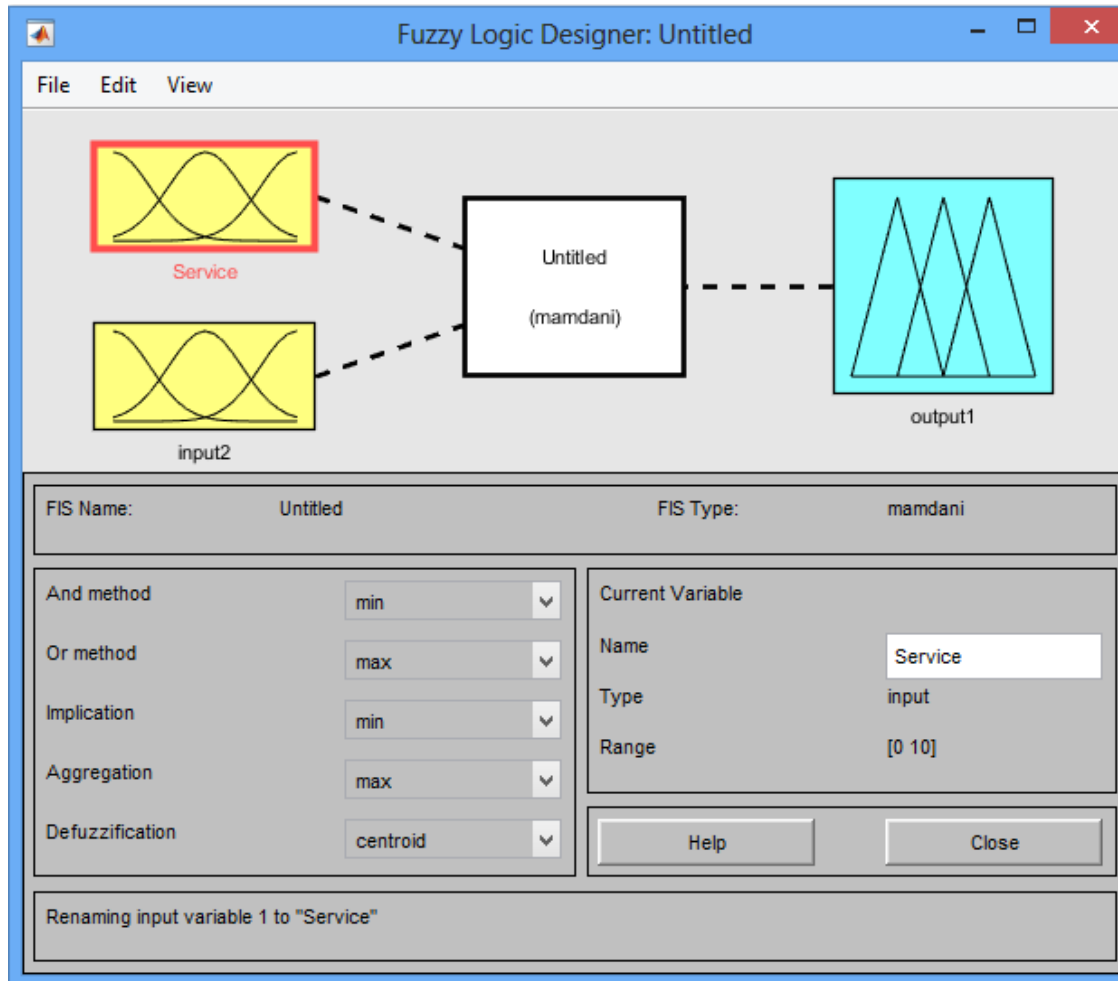 Fuzzy Logic Designer: Untitled
File Edit View
Service
input2
Untitled
(mamdani)
output1
FIS Name: Untitled FIS Type: mamdani
And method min
Or method max
Implication min
Aggregation max
Defuzzification centroid
Current Variable
Name Service
Type input
Range [0 10]
Help Close
Renaming input variable 1 to "Service"